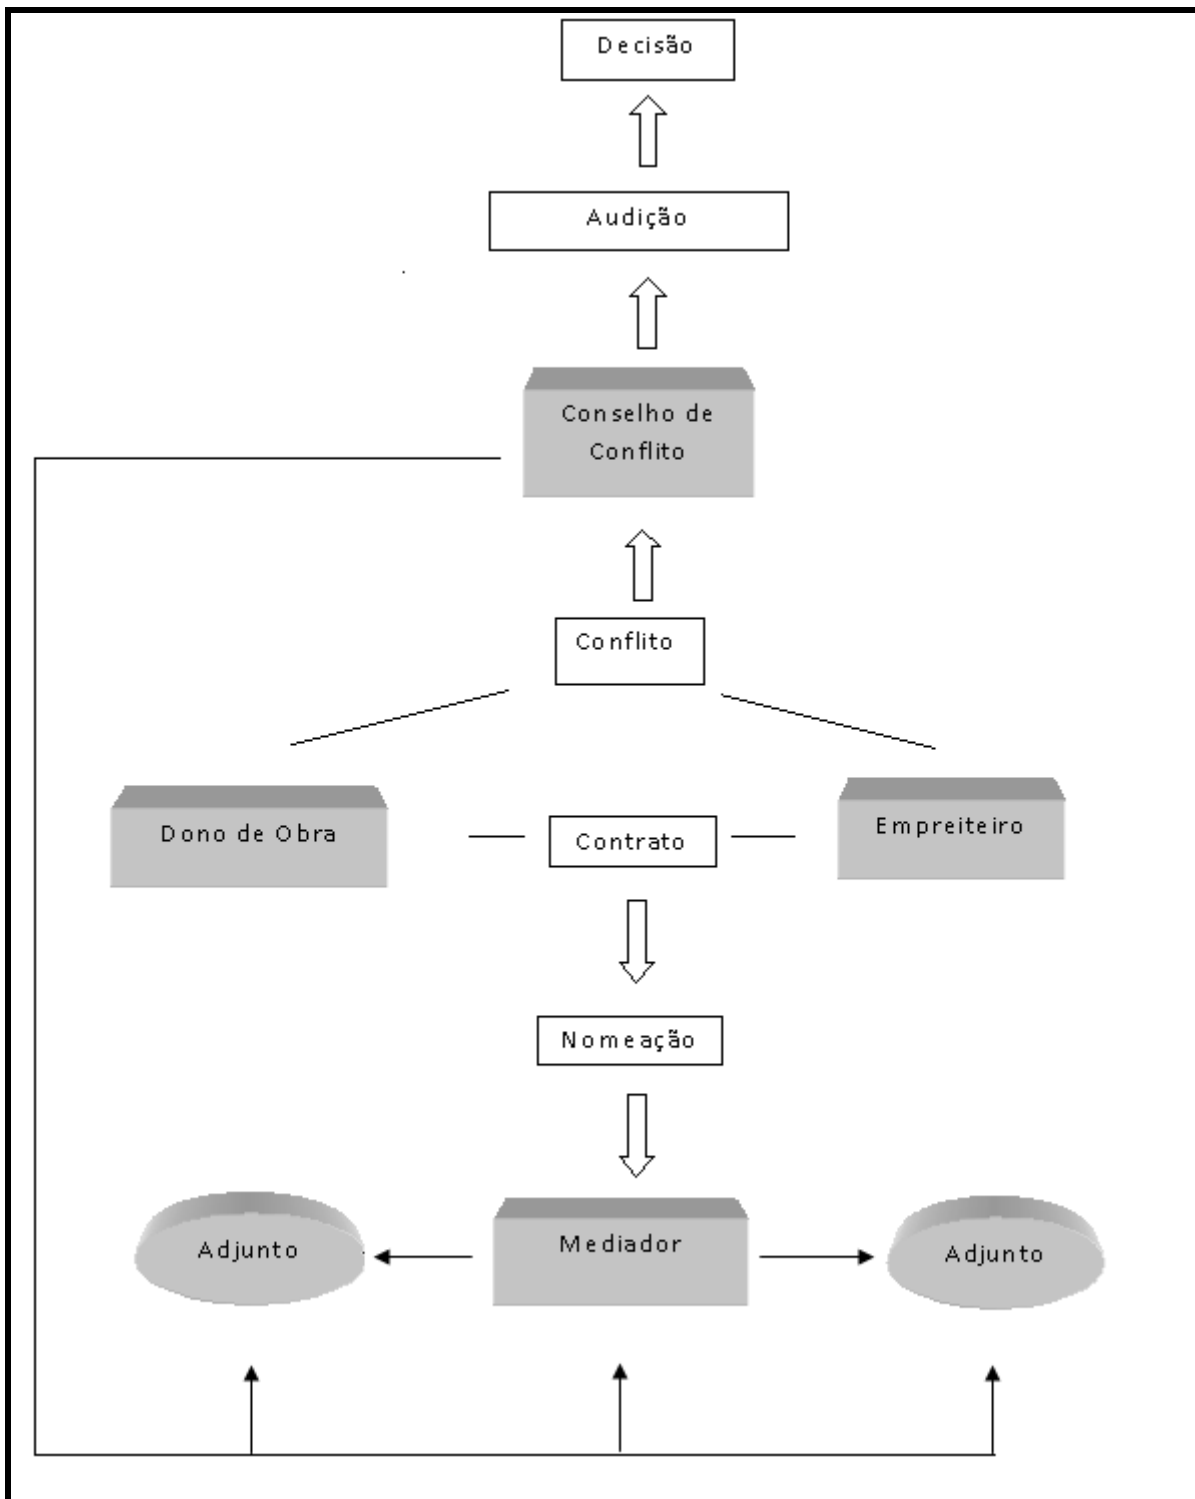 Decisão
Audição
Conselho de
Conflito
Conflito
Dono de Obra
Contrato
Empreiteiro
Nomeação
Adjunto
Mediador
Adjunto